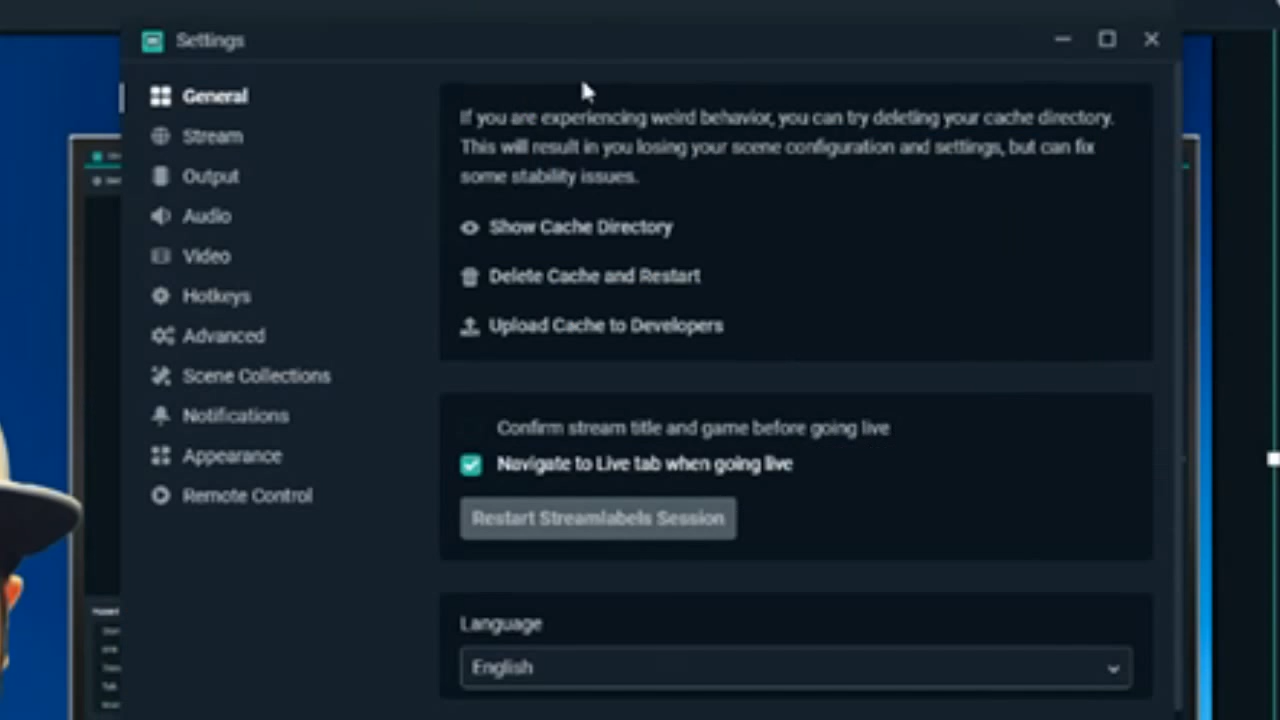 Settings
General
Stream
Output
Audio
Video
Hotkeys
Advanced
Scene Collections
Notifications
Appearance
Remote Control
If you are experiencing weird behavior, you can try deleting your cache directory.
This will result in you losing your scene configuration and settings, but can fix
some stability issues.
Show Cache Directory
Delete Cache and Restart
Upload Cache to Developers
Confirm stream title and game before going live
Navigate to Live tab when going live
Restart Streamlabels Session
Language
English